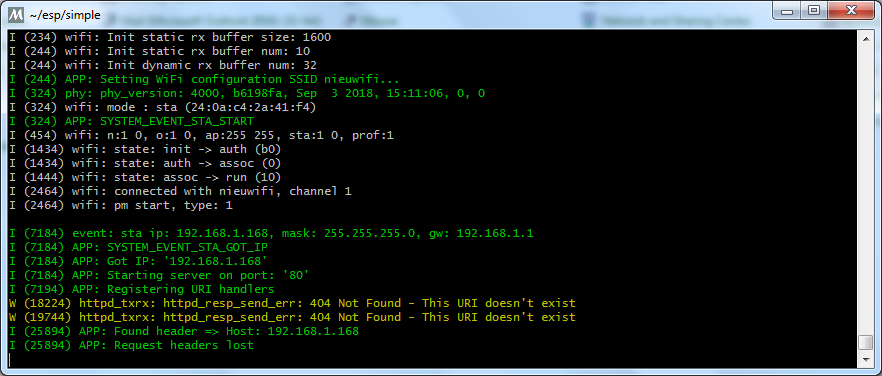 ~/esp/simple
I (234) wifi: Init static rx buffer size: 1600
I (244) wifi: Init static rx buffer num: 10
I (244) wifi: Init dynamic rx buffer num: 32
I (244) APP: Setting WiFi configuration SSID nieuwifi...
I (324) phy: phy_version: 4000, b6198fa, Sep  3 2018, 15:11:06, 0, 0
I (324) wifi: mode : sta (24:0a:c4:2a:41:f4)
I (324) APP: SYSTEM_EVENT_STA_START
I (454) wifi: n:1 0, o:1 0, ap:255 255, sta:1 0, prof:1
I (1434) wifi: state: init -> auth (b0)
I (1434) wifi: state: auth -> assoc (0)
I (1444) wifi: state: assoc -> run (10)
I (2464) wifi: connected with nieuwifi, channel 1
I (2464) wifi: pm start, type: 1
I (7184) event: sta ip: 192.168.1.168, mask: 255.255.255.0, gw: 192.168.1.1
I (7184) APP: SYSTEM_EVENT_STA_GOT_IP
I (7184) APP: Got IP: '192.168.1.168'
I (7184) APP: Starting server on port: '80'
I (7194) APP: Registering URI handlers
W (18224) httpd_txrx: httpd_resp_send_err: 404 Not Found - This URI doesn't exist
W (19744) httpd_txrx: httpd_resp_send_err: 404 Not Found - This URI doesn't exist
I (25894) APP: Found header => Host: 192.168.1.168
I (25894) APP: Request headers lost